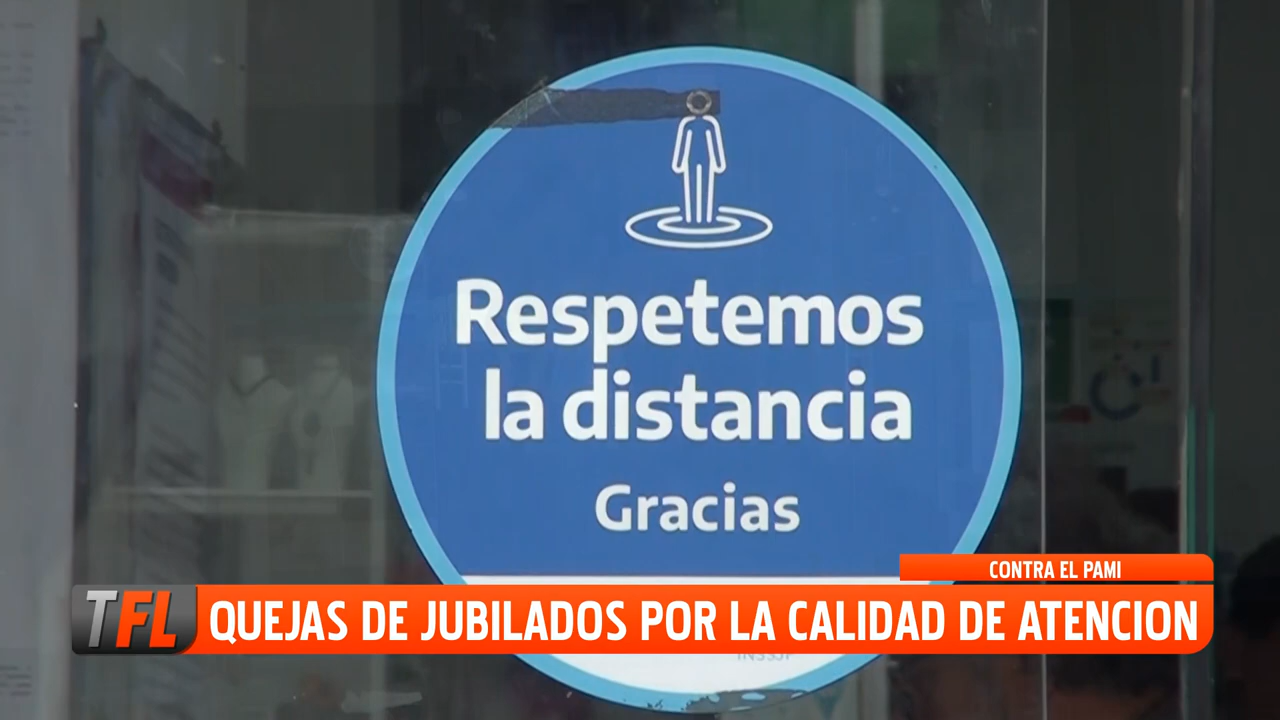 Respetemos
la distancia
Gracias
CONTRA EL PAMI
TFL
QUEJAS DE JUBILADOS POR LA CALIDAD DE ATENCION